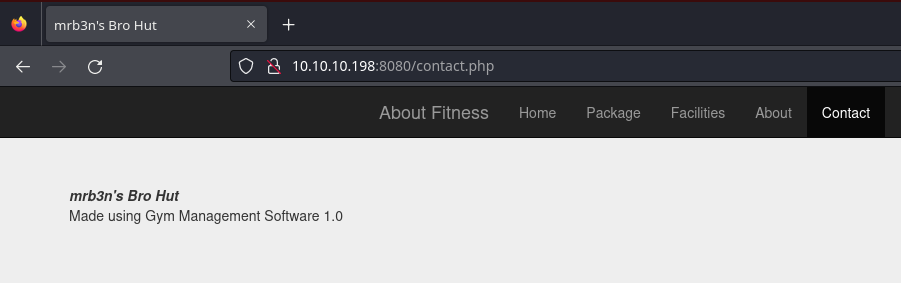 mrb3n's Bro Hut
10.10.10.198:8080/contact.php
About Fitness Home Package Facilities About Contact
mrb3n's Bro Hut
Made using Gym Management Software 1.0